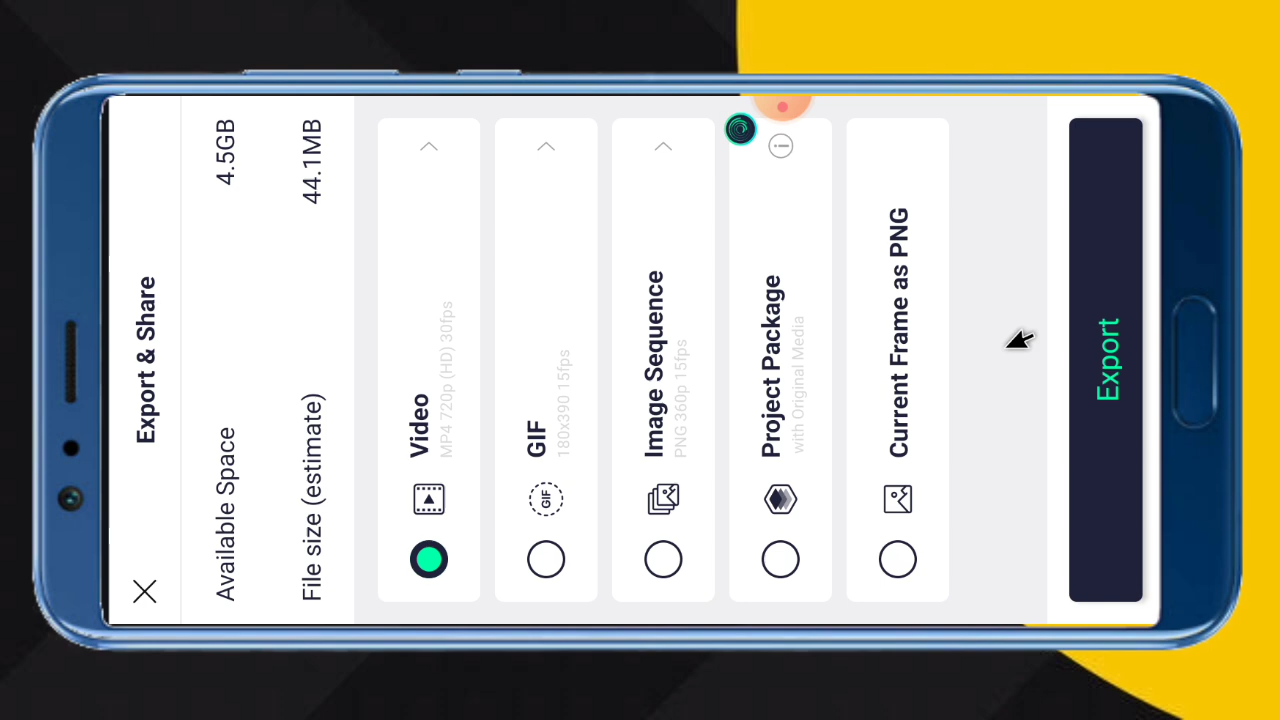 Export & Share
Available Space 4.5GB
File size (estimate) 44.1MB
Video
MP4 720p (HD) 30fps
GIF
GIF
180x390 15fps
Image Sequence
PNG 360p 15fps
Project Package
with Original Media
Current Frame as PNG
Export